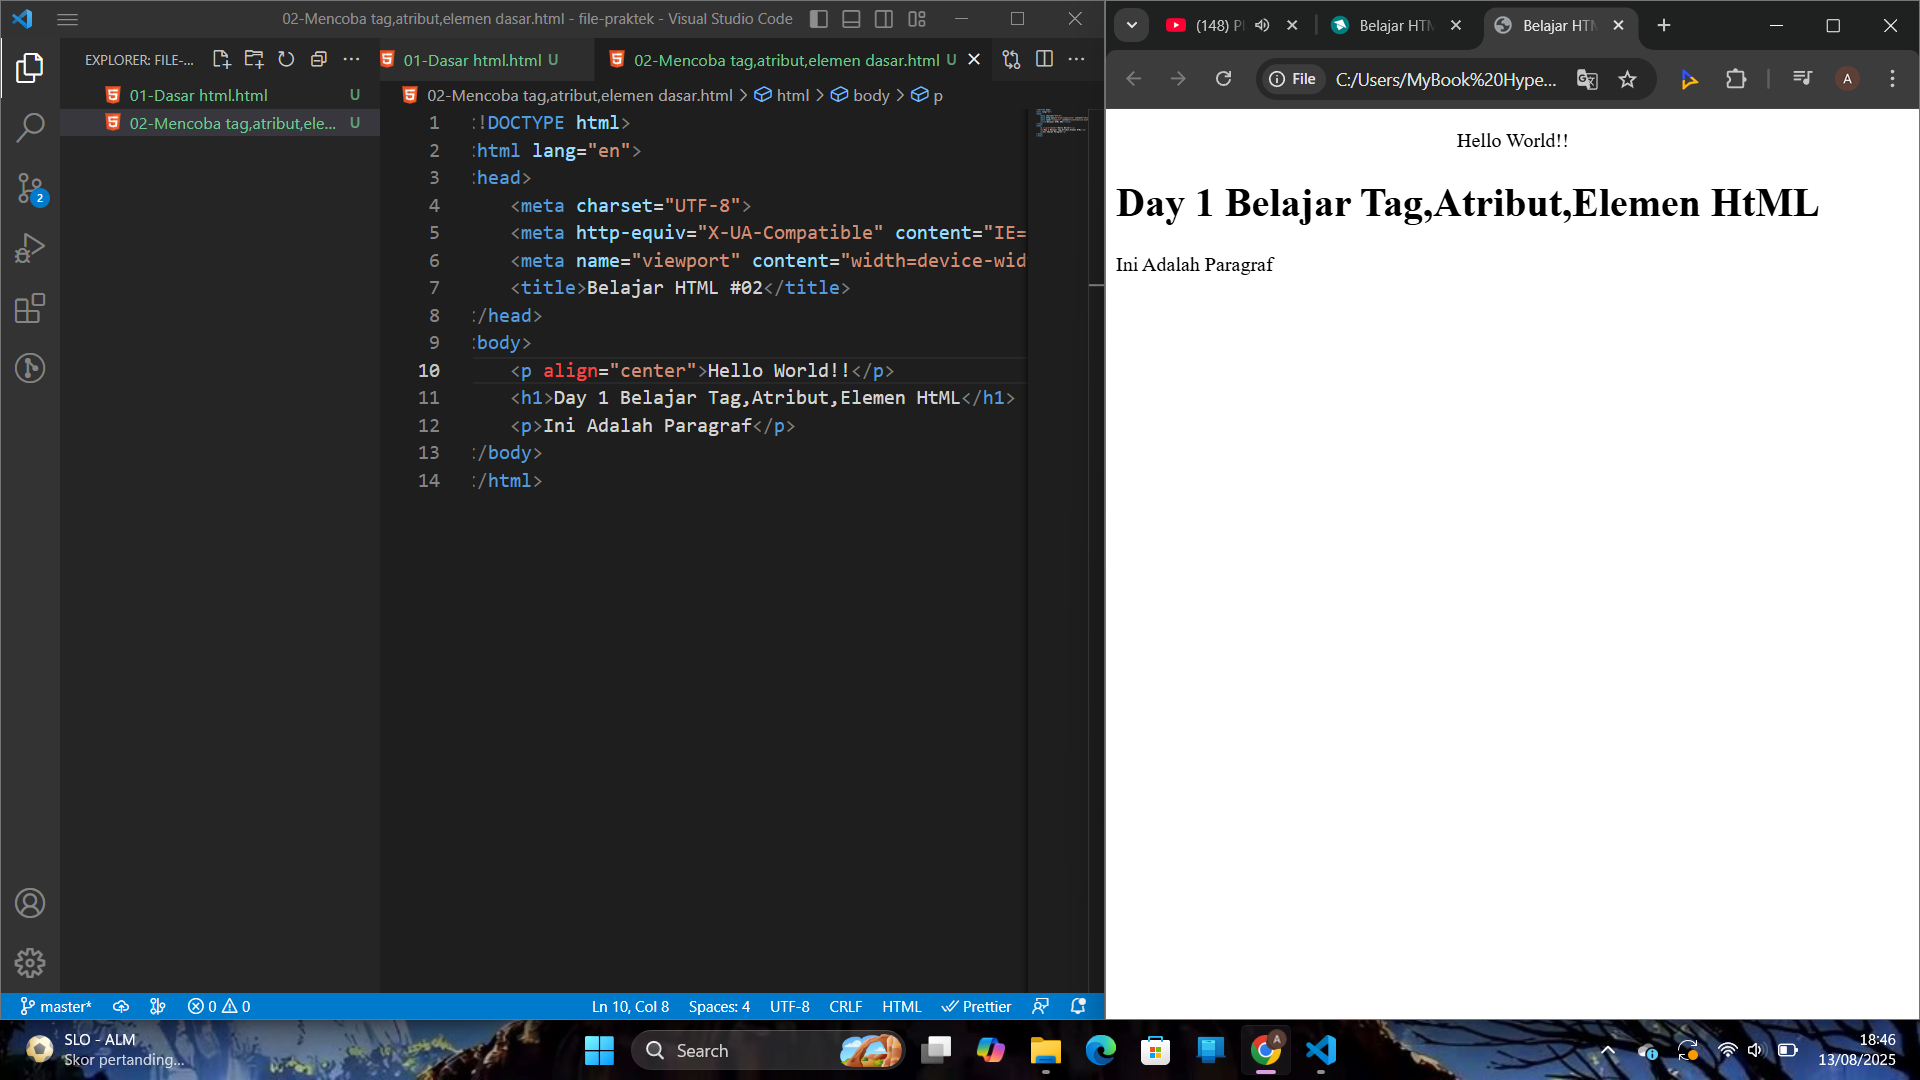 02-Mencoba tag,atribut,elemen dasar.html - file-praktek - Visual Studio Code
EXPLORER: FILE-...
01-Dasar html.html U
02-Mencoba tag,atribut,ele... U
2
01-Dasar html.html U
02-Mencoba tag,atribut,elemen dasar.html U
02-Mencoba tag,atribut,elemen dasar.html > html > body > p
1 !DOCTYPE html>
2 html lang="en">
3 head>
4 <meta charset="UTF-8">
5 <meta http-equiv="X-UA-Compatible" content="IE=
6 <meta name="viewport" content="width=device-wid
7 <title>Belajar HTML #02</title>
8 /head>
9 body>
10 <p align="center">Hello World!!</p>
11 <h1>Day 1 Belajar Tag,Atribut,Elemen HtML</h1>
12 <p>Ini Adalah Paragraf</p>
13 /body>
14 /html>
master* 0 0 Ln 10, Col 8 Spaces: 4 UTF-8 CRLF HTML Prettier
(148) Belajar HTM Belajar HTM
File C:/Users/MyBook%20Hype... A
Hello World!!
Day 1 Belajar Tag,Atribut,Elemen HtML
Ini Adalah Paragraf
SLO - ALM
Skor pertanding...
Search
A
18:46
13/08/2025